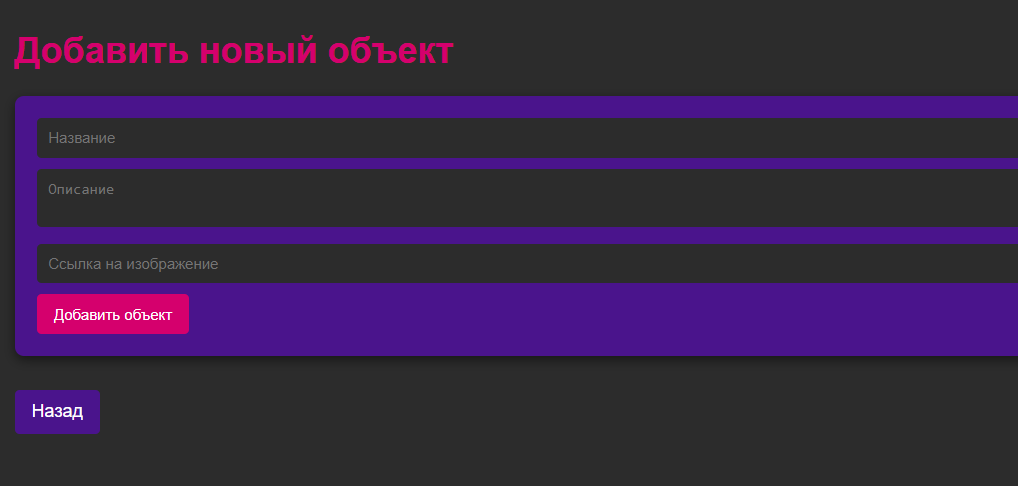 Добавить новый объект
Название
Описание
Ссылка на изображение
Добавить объект
Назад